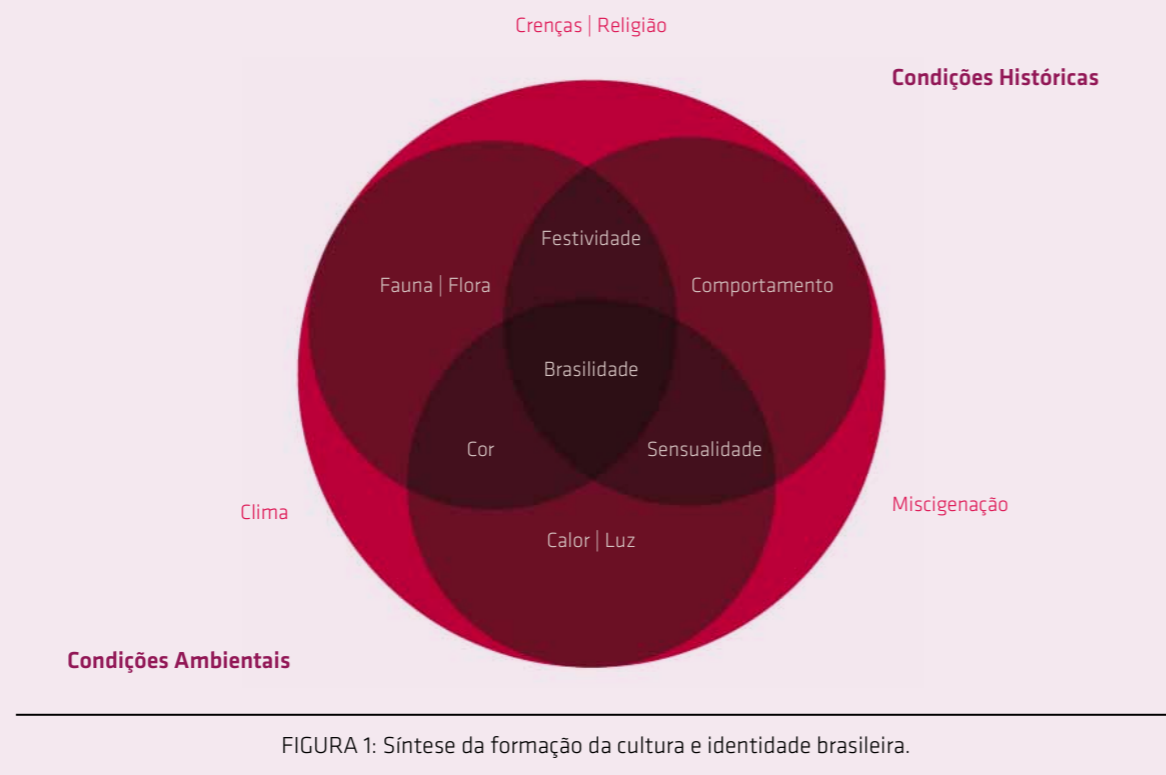 Crenças | Religião
Condições Históricas
Festividade
Fauna | Flora
Comportamento
Brasilidade
Cor
Sensualidade
Clima
Miscigenação
Calor | Luz
Condições Ambientais
FIGURA 1: Síntese da formação da cultura e identidade brasileira.